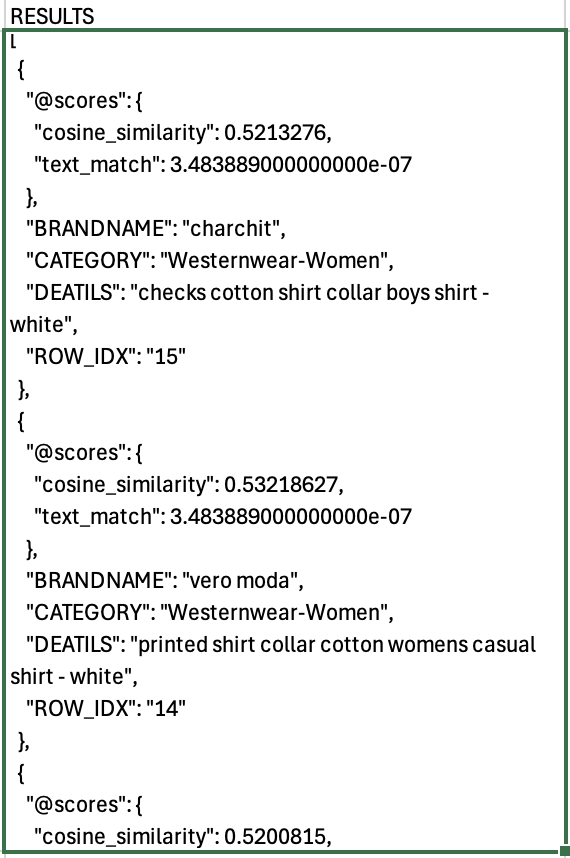 RESULTS
[
{
"@scores": {
"cosine_similarity": 0.5213276,
"text_match": 3.483889000000000e-07
},
"BRANDNAME": "charchit",
"CATEGORY": "Westernwear-Women",
"DEATILS": "checks cotton shirt collar boys shirt -
white",
"ROW_IDX": "15"
},
{
"@scores": {
"cosine_similarity": 0.53218627,
"text_match": 3.483889000000000e-07
},
"BRANDNAME": "vero moda",
"CATEGORY": "Westernwear-Women",
"DEATILS": "printed shirt collar cotton womens casual
shirt - white",
"ROW_IDX": "14"
},
{
"@scores": {
"cosine_similarity": 0.5200815,